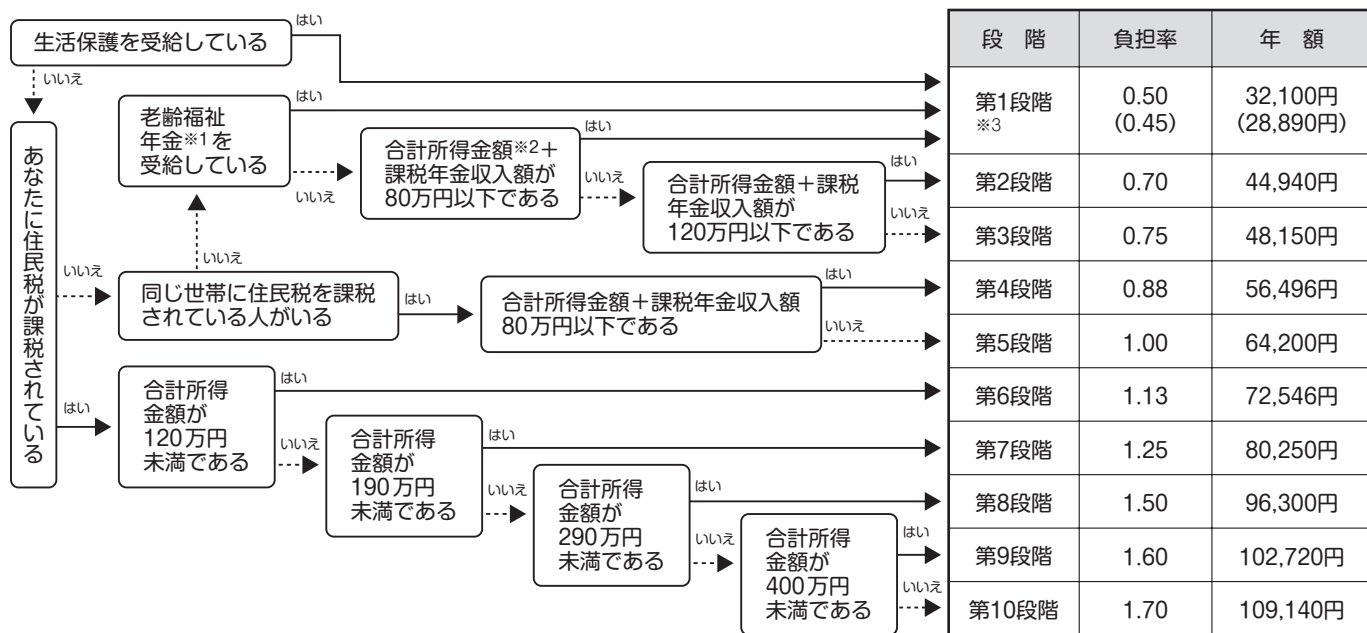 生活保護を受給している
はい
いいえ
あなたに住民税が課税されている
老齢福祉
年金※1を
受給している
はい
いいえ
合計所得金額※2＋
課税年金収入額が
80万円以下である
はい
いいえ
合計所得金額＋課税
年金収入額が
120万円以下である
はい
いいえ
いいえ
いいえ
同じ世帯に住民税を課税
されている人がいる
はい
合計所得金額＋課税年金収入額
80万円以下である
はい
いいえ
はい
合計所得
金額が
120万円
未満である
はい
いいえ
合計所得
金額が
190万円
未満である
はい
いいえ
合計所得
金額が
290万円
未満である
はい
いいえ
合計所得
金額が
400万円
未満である
はい
いいえ
段　階 負担率 年　額
第1段階 0.50 32,100円
※3 (0.45) (28,890円)
第2段階 0.70 44,940円
第3段階 0.75 48,150円
第4段階 0.88 56,496円
第5段階 1.00 64,200円
第6段階 1.13 72,546円
第7段階 1.25 80,250円
第8段階 1.50 96,300円
第9段階 1.60 102,720円
第10段階 1.70 109,140円